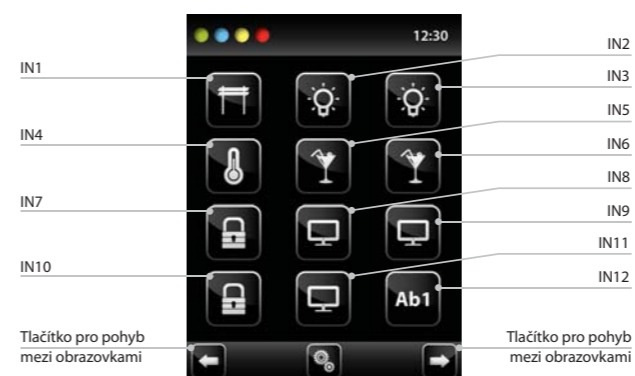 12:30
IN1
IN2
IN3
IN4
IN5
IN6
IN7
IN8
IN9
IN10
IN11
IN12
Ab1
Tlačítko pro pohyb
mezi obrazovkami
Tlačítko pro pohyb
mezi obrazovkami